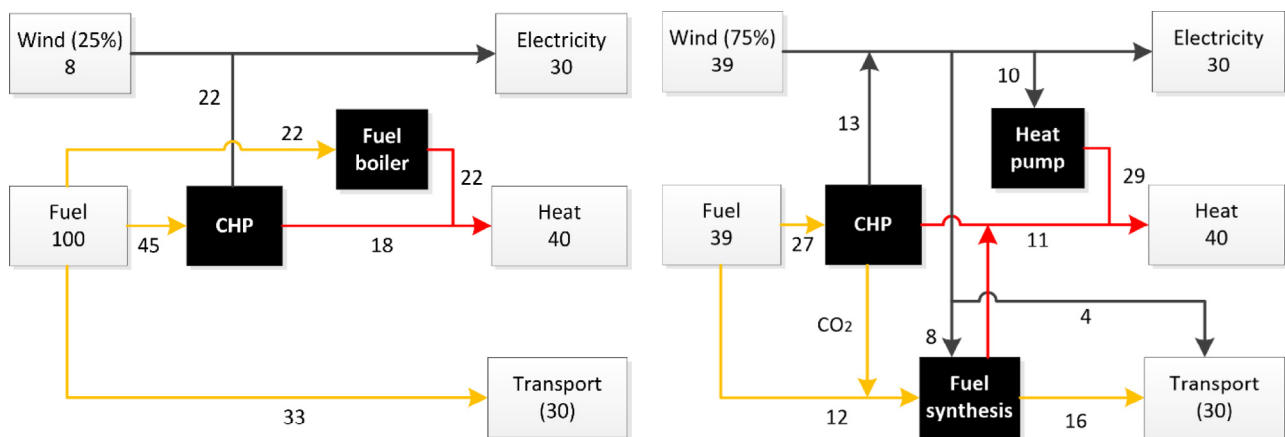 Wind (25%)
8
Electricity
30
22
22
Fuel
boiler
22
Fuel
100
45
CHP
18
Heat
40
33
Transport
(30)
Wind (75%)
39
Electricity
30
10
13
Heat
pump
29
Fuel
39
27
CHP
11
Heat
40
CO2
8
4
12
Fuel
synthesis
16
Transport
(30)